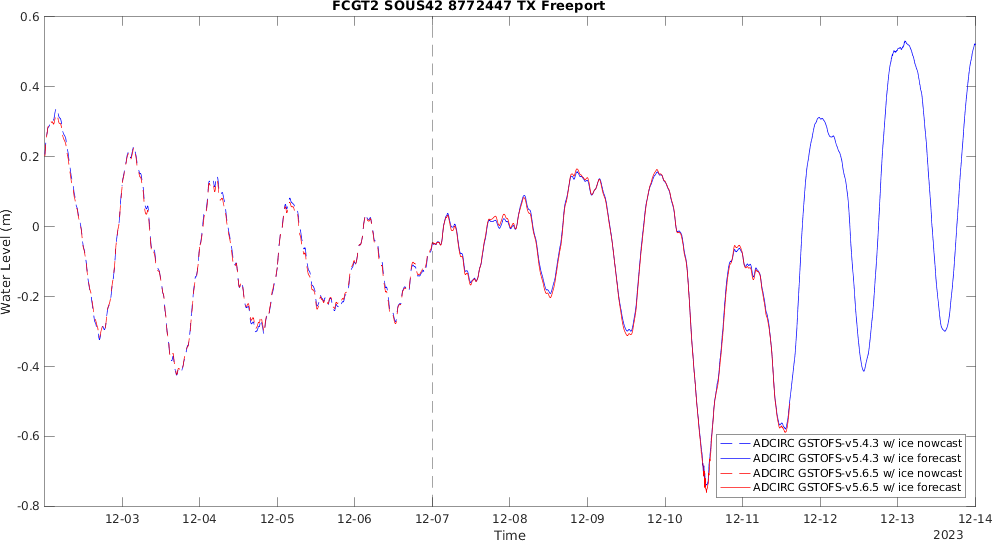 FCGT2 SOUS42 8772447 TX Freeport
0.6
0.4
0.2
0
-0.2
-0.4
-0.6
-0.8
Water Level (m)
ADCIRC GSTOFS-v5.4.3 w/ ice nowcast
ADCIRC GSTOFS-v5.4.3 w/ ice forecast
ADCIRC GSTOFS-v5.6.5 w/ ice nowcast
ADCIRC GSTOFS-v5.6.5 w/ ice forecast
12-03 12-04 12-05 12-06 12-07 12-08 12-09 12-10 12-11 12-12 12-13 12-14
Time
2023